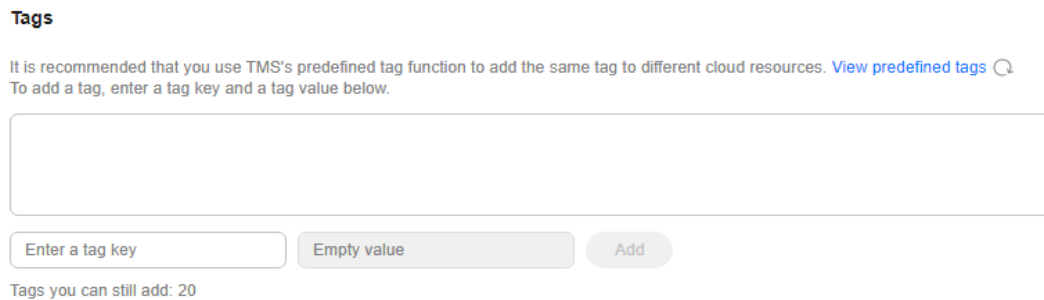 Tags
It is recommended that you use TMS's predefined tag function to add the same tag to different cloud resources. View predefined tags
To add a tag, enter a tag key and a tag value below.
Enter a tag key Empty value Add
Tags you can still add: 20